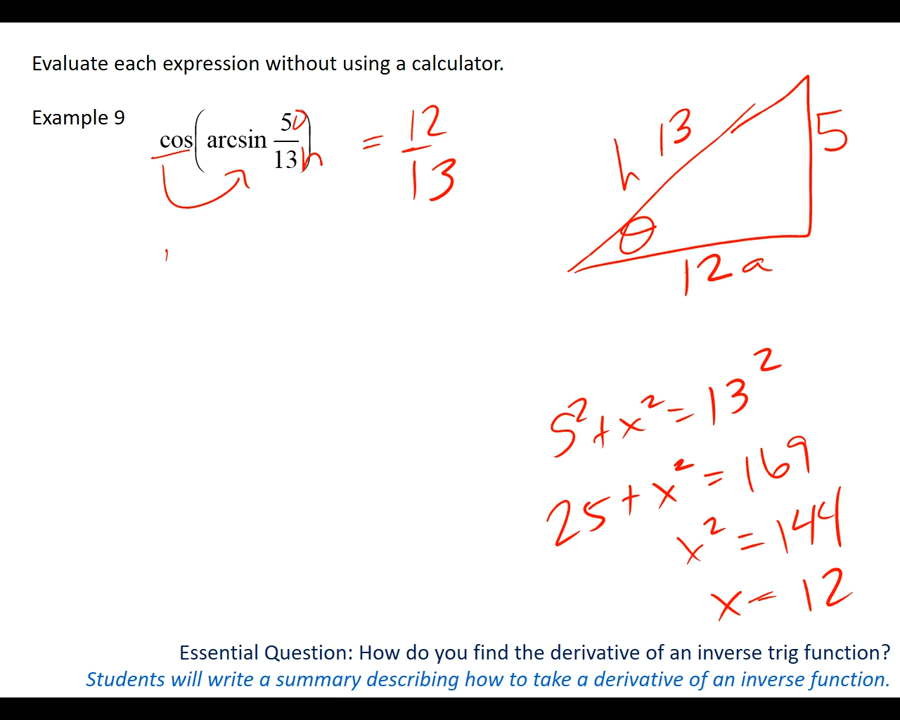 Evaluate each expression without using a calculator.
Example 9 cos(arcsin 5/13) = 12/13
o
h
h 13
5
θ
12 a
5² + x² = 13²
25 + x² = 169
x² = 144
x = 12
Essential Question: How do you find the derivative of an inverse trig function?
Students will write a summary describing how to take a derivative of an inverse function.